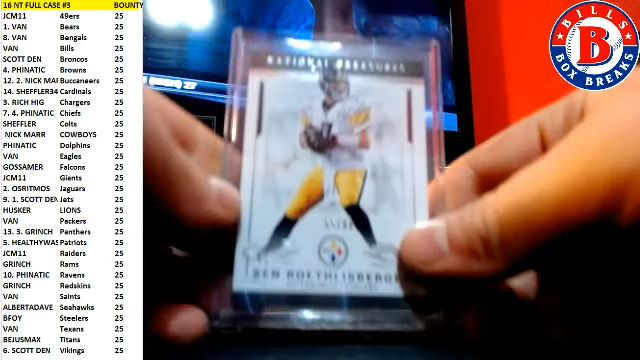 16 NT FULL CASE #3 BOUNTY
JCM11 49ers 25
1. VAN Bears 25
8. VAN Bengals 25
VAN Bills 25
SCOTT DEN Broncos 25
4. PHINATIC Browns 25
12. 2. NICK MAI Buccaneers 25
14. SHEFFLER34 Cardinals 25
3. RICH HIG Chargers 25
7. 4. PHINATIC Chiefs 25
SHEFFLER Colts 25
NICK MARR COWBOYS 25
PHINATIC Dolphins 25
VAN Eagles 25
GOSSAMER Falcons 25
JCM11 Giants 25
2. OSRITMOS Jaguars 25
9. 1. SCOTT DEN Jets 25
HUSKER LIONS 25
VAN Packers 25
13. 3. GRINCH Panthers 25
5. HEALTHYWAS Patriots 25
JCM11 Raiders 25
GRINCH Rams 25
10. PHINATIC Ravens 25
GRINCH Redskins 25
VAN Saints 25
ALBERTADAVE Seahawks 25
BFOY Steelers 25
VAN Texans 25
BEJUSMAX Titans 25
6. SCOTT DEN Vikings 25
BILLS
B
BOX BREAKS
27
NATIONAL TREASURES
BEN ROETHLISBERGER